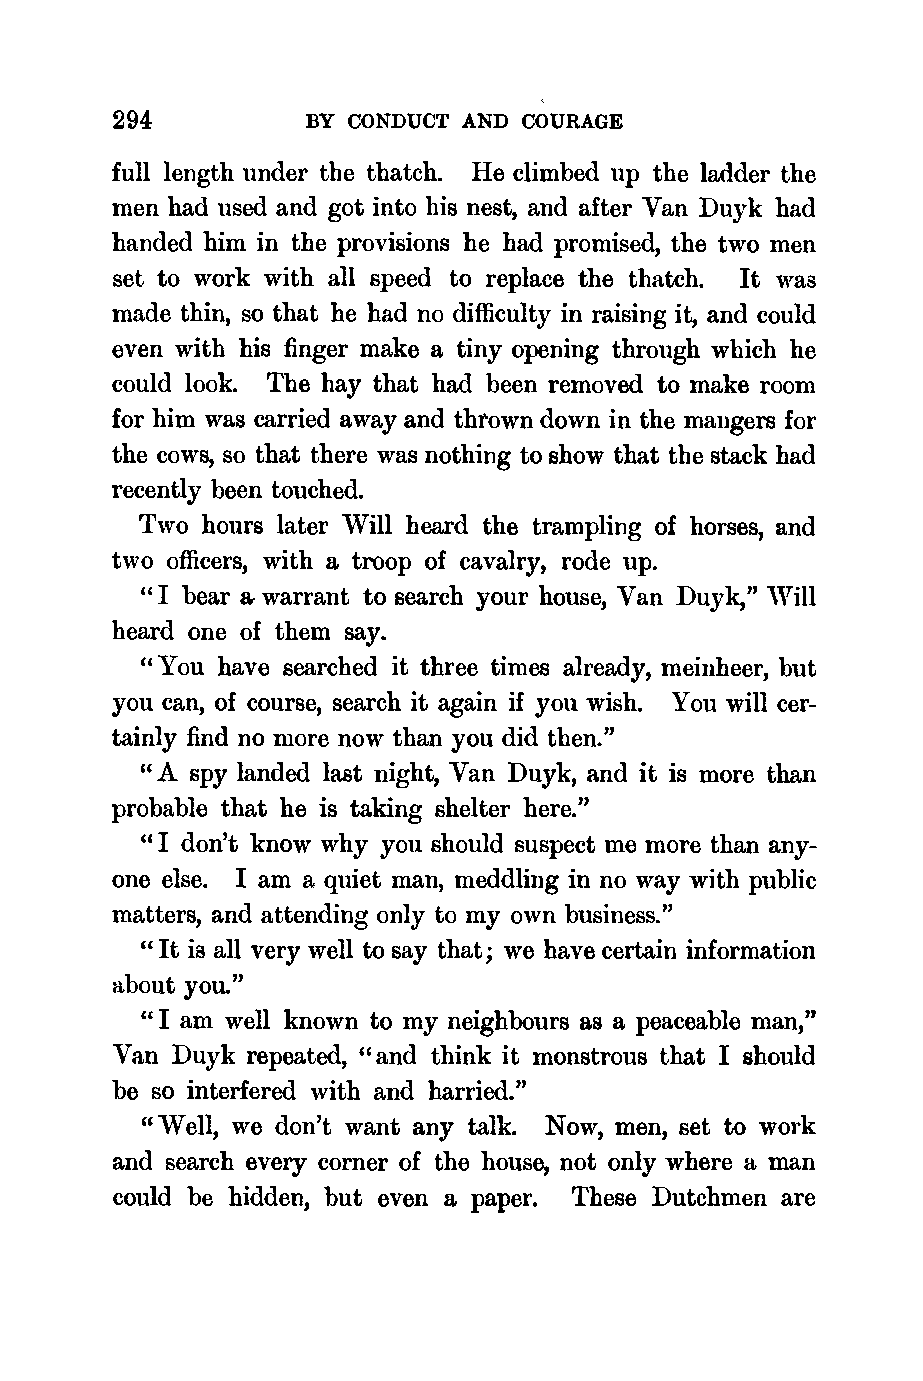 294 BY CONDUCT AND COURAGE
full length under the thatch. He climbed up the ladder the
men had used and got into his nest, and after Van Duyk had
handed him in the provisions he had promised, the two men
set to work with all speed to replace the thatch. It was
made thin, so that he had no difficulty in raising it, and could
even with his finger make a tiny opening through which he
could look. The hay that had been removed to make room
for him was carried away and thrown down in the mangers for
the cows, so that there was nothing to show that the stack had
recently been touched.
Two hours later Will heard the trampling of horses, and
two officers, with a troop of cavalry, rode up.
"I bear a warrant to search your house, Van Duyk," Will
heard one of them say.
"You have searched it three times already, meinheer, but
you can, of course, search it again if you wish. You will cer-
tainly find no more now than you did then."
"A spy landed last night, Van Duyk, and it is more than
probable that he is taking shelter here."
"I don't know why you should suspect me more than any-
one else. I am a quiet man, meddling in no way with public
matters, and attending only to my own business."
"It is all very well to say that; we have certain information
about you."
"I am well known to my neighbours as a peaceable man,"
Van Duyk repeated, "and think it monstrous that I should
be so interfered with and harried."
"Well, we don't want any talk. Now, men, set to work
and search every corner of the house, not only where a man
could be hidden, but even a paper. These Dutchmen are